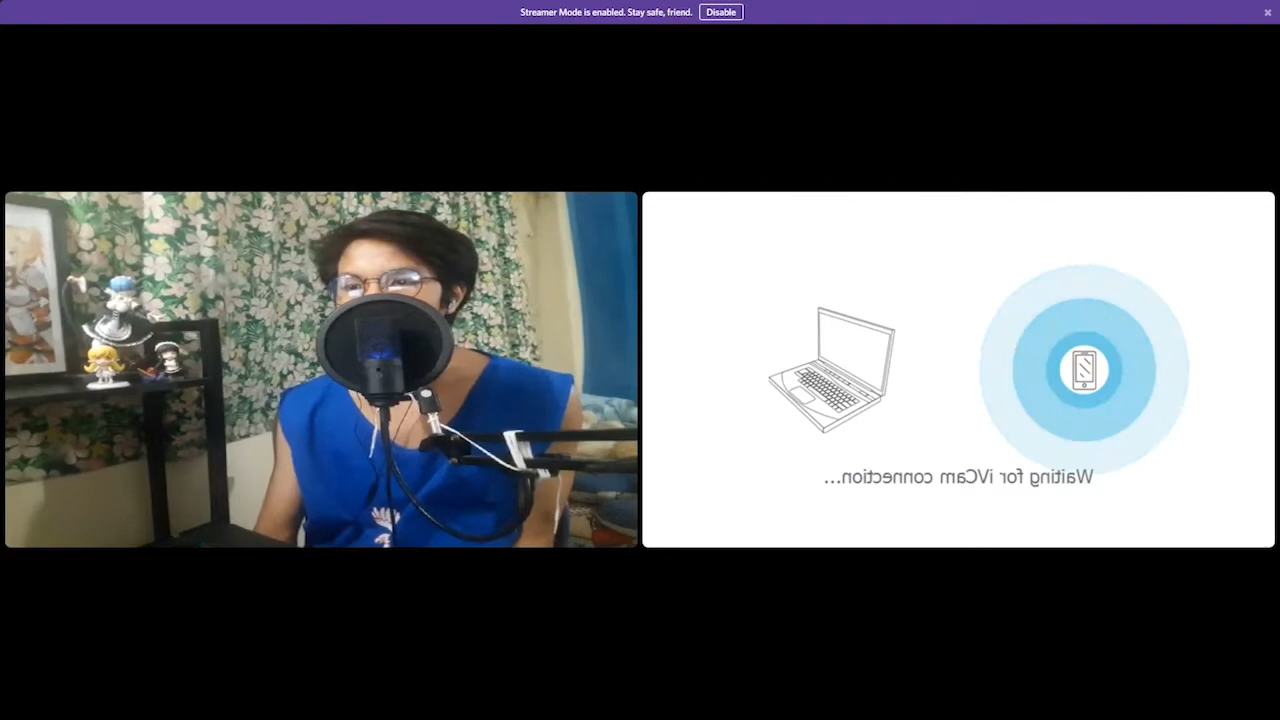 Streamer Mode is enabled. Stay safe, friend. Disable
Waiting for iVCam connection...